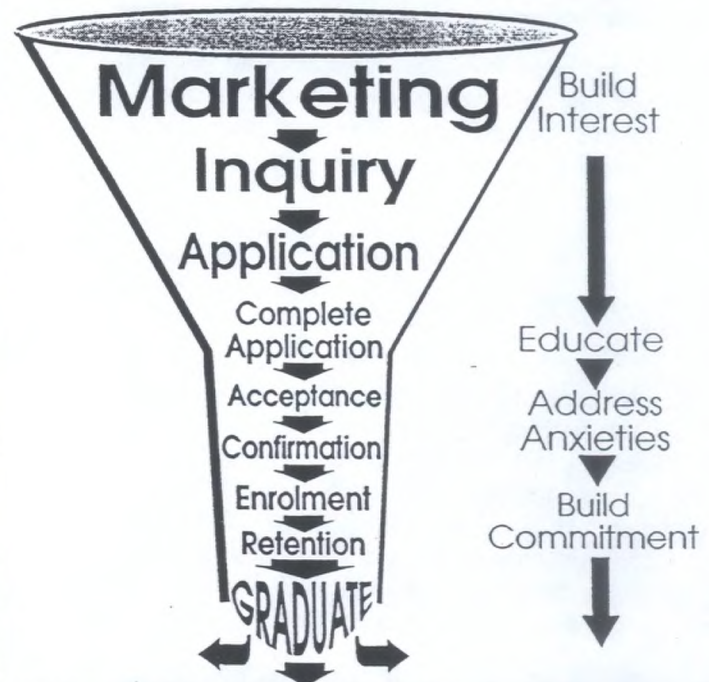 Marketing
Inquiry
Application
Complete
Application
Acceptance
Confirmation
Enrolment
Retention
GRADUATE
Build
Interest
Educate
Address
Anxieties
Build
Commitment